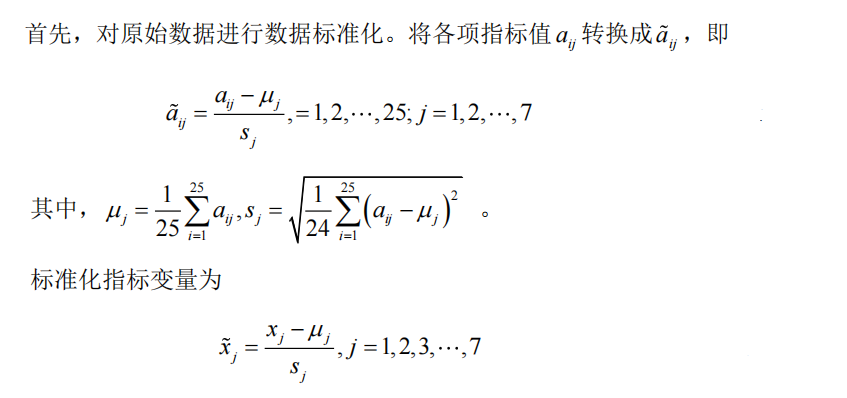 首先，对原始数据进行数据标准化。将各项指标值 $a_{ij}$ 转换成 $\tilde{a}_{ij}$ ，即
$\tilde{a}_{ij} = \frac{a_{ij} - \mu_j}{s_j}, = 1, 2, \cdots, 25; j = 1, 2, \cdots, 7$
其中， $\mu_j = \frac{1}{25} \sum_{i=1}^{25} a_{ij}, s_j = \sqrt{\frac{1}{24} \sum_{i=1}^{25} (a_{ij} - \mu_j)^2}$ 。
标准化指标变量为
$\tilde{x}_j = \frac{x_j - \mu_j}{s_j}, j = 1, 2, 3, \cdots, 7$